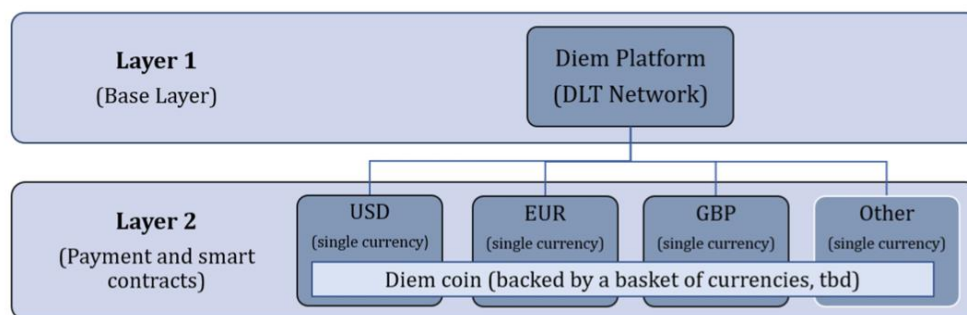 Layer 1
(Base Layer)
Diem Platform
(DLT Network)
Layer 2
(Payment and smart
contracts)
USD
(single currency)
EUR
(single currency)
GBP
(single currency)
Other
(single currency)
Diem coin (backed by a basket of currencies, tbd)